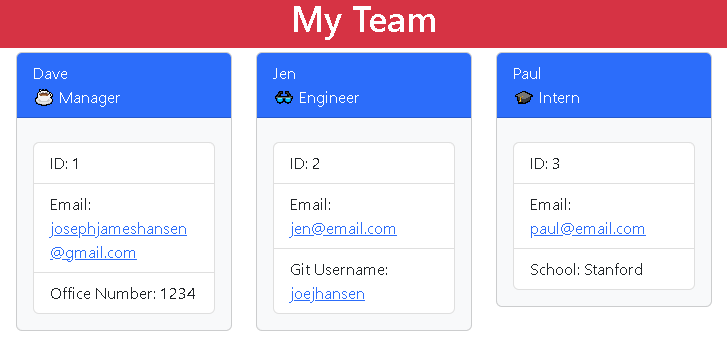 My Team
Dave
Manager
ID: 1
Email:
josephjameshansen
@gmail.com
Office Number: 1234
Jen
Engineer
ID: 2
Email:
jen@email.com
Git Username:
joejhansen
Paul
Intern
ID: 3
Email:
paul@email.com
School: Stanford